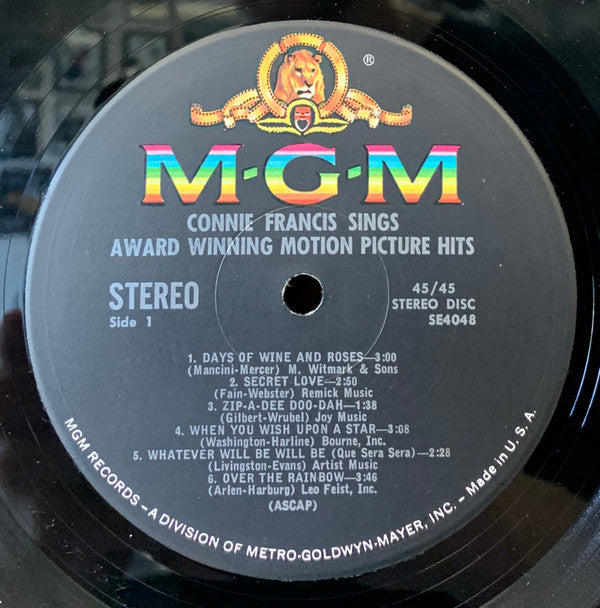 ®
M·G·M
CONNIE FRANCIS SINGS
AWARD WINNING MOTION PICTURE HITS
STEREO
Side 1
45/45
STEREO DISC
SE4048
1. DAYS OF WINE AND ROSES—3:00
(Mancini-Mercer) M. Witmark & Sons
2. SECRET LOVE—2:50
(Fain-Webster) Remick Music
3. ZIP-A-DEE DOO-DAH—1:38
(Gilbert-Wrubel) Joy Music
4. WHEN YOU WISH UPON A STAR—3:08
(Washington-Harline) Bourne, Inc.
5. WHATEVER WILL BE WILL BE (Que Sera Sera)—2:28
(Livingston-Evans) Artist Music
6. OVER THE RAINBOW—3:46
(Arlen-Harburg) Leo Feist, Inc.
(ASCAP)
MGM RECORDS – A DIVISION OF METRO-GOLDWYN-MAYER, INC. – Made in U. S. A.